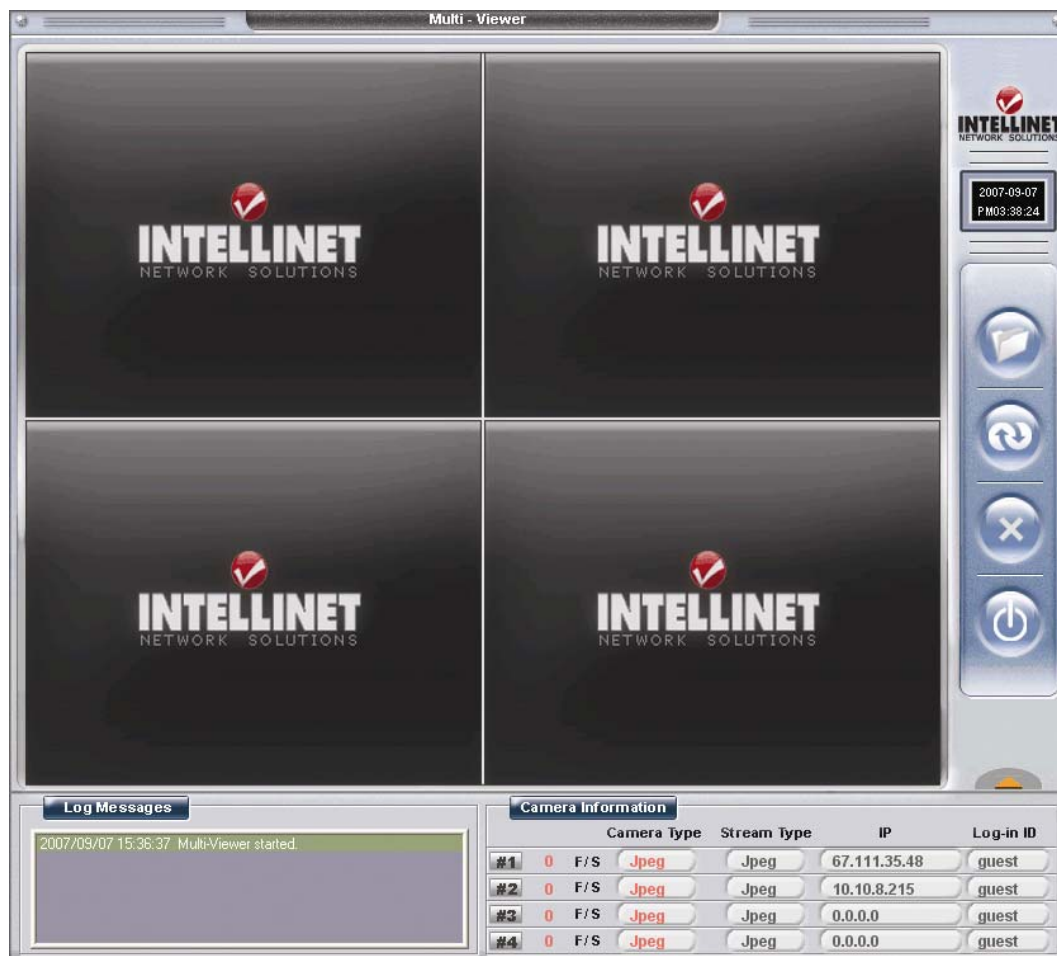 Multi - Viewer
INTELLINET
NETWORK SOLUTIONS
INTELLINET
NETWORK SOLUTIONS
INTELLINET
NETWORK SOLUTIONS
2007-09-07
PM03:38:24
INTELLINET
NETWORK SOLUTIONS
INTELLINET
NETWORK SOLUTIONS
Log Messages
2007/09/07 15:36:37 Multi-Viewer started.
Camera Information
Camera Type Stream Type IP Log-in ID
#1 0 F/S Jpeg Jpeg 67.111.35.48 guest
#2 0 F/S Jpeg Jpeg 10.10.8.215 guest
#3 0 F/S Jpeg Jpeg 0.0.0.0 guest
#4 0 F/S Jpeg Jpeg 0.0.0.0 guest